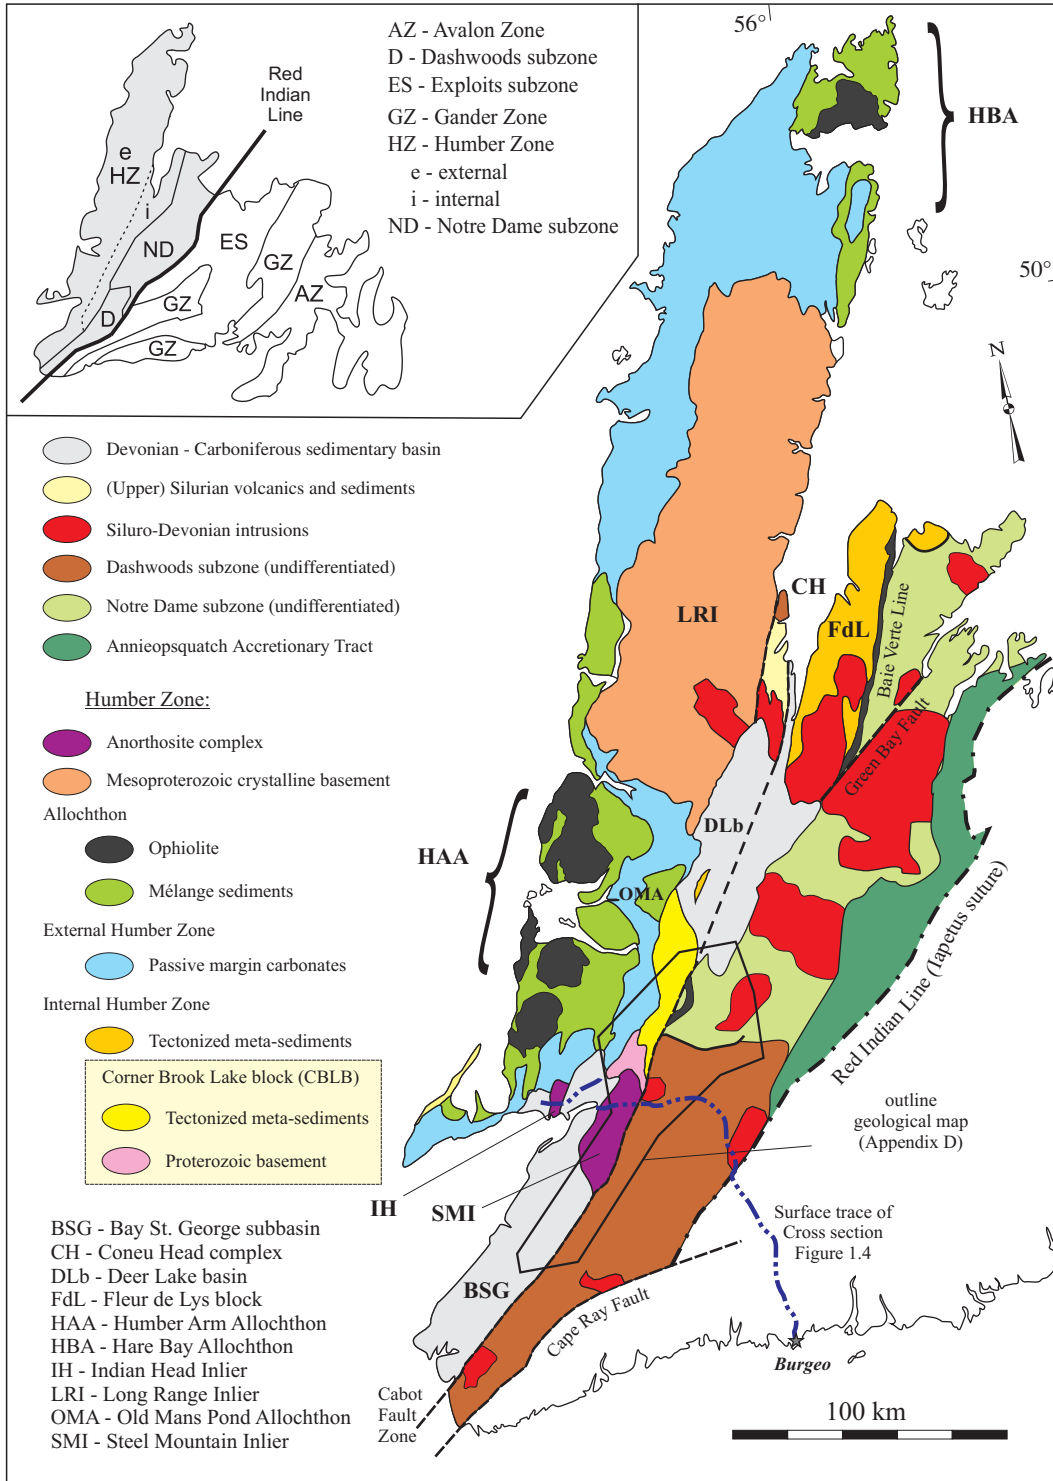 AZ - Avalon Zone
D - Dashwoods subzone
ES - Exploits subzone
GZ - Gander Zone
HZ - Humber Zone
e - external
i - internal
ND - Notre Dame subzone
Red
Indian
Line
e
HZ
i
ND
D
ES
GZ
GZ
GZ
AZ
56°
50°
N
HBA
Devonian - Carboniferous sedimentary basin
(Upper) Silurian volcanics and sediments
Siluro-Devonian intrusions
Dashwoods subzone (undifferentiated)
Notre Dame subzone (undifferentiated)
Annieopsquatch Accretionary Tract
Humber Zone:
Anorthosite complex
Mesoproterozoic crystalline basement
Allochthon
Ophiolite
Mélange sediments
External Humber Zone
Passive margin carbonates
Internal Humber Zone
Tectonized meta-sediments
Corner Brook Lake block (CBLB)
Tectonized meta-sediments
Proterozoic basement
BSG - Bay St. George subbasin
CH - Coneu Head complex
DLb - Deer Lake basin
FdL - Fleur de Lys block
HAA - Humber Arm Allochthon
HBA - Hare Bay Allochthon
IH - Indian Head Inlier
LRI - Long Range Inlier
OMA - Old Mans Pond Allochthon
SMI - Steel Mountain Inlier
CH
LRI
FdL
Baie Verte Line
Green Bay Fault
DLb
HAA
OMA
Red Indian Line (Iapetus suture)
outline
geological map
(Appendix D)
IH
SMI
Surface trace of
Cross section
Figure 1.4
BSG
Cape Ray Fault
Burgeo
Cabot
Fault
Zone
100 km